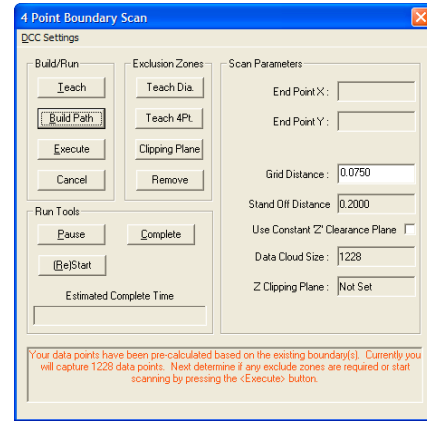 4 Point Boundary Scan
DCC Settings
Build/Run
Teach
Build Path
Execute
Cancel
Exclusion Zones
Teach Dia.
Teach 4Pt.
Clipping Plane
Remove
Scan Parameters
End Point X :
End Point Y :
Grid Distance : 0.0750
Stand Off Distance 0.2000
Use Constant 'Z' Clearance Plane
Data Cloud Size : 1228
Z Clipping Plane : Not Set
Run Tools
Pause Complete
(Re)Start
Estimated Complete Time
Your data points have been pre-calculated based on the existing boundary(s). Currently you
will capture 1228 data points. Next determine if any exclude zones are required or start
scanning by pressing the <Execute> button.